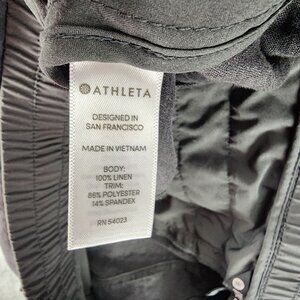 ATHLETA
DESIGNED IN
SAN FRANCISCO
MADE IN VIETNAM
BODY:
100% LINEN
TRIM:
86% POLYESTER
14% SPANDEX
RN 54023